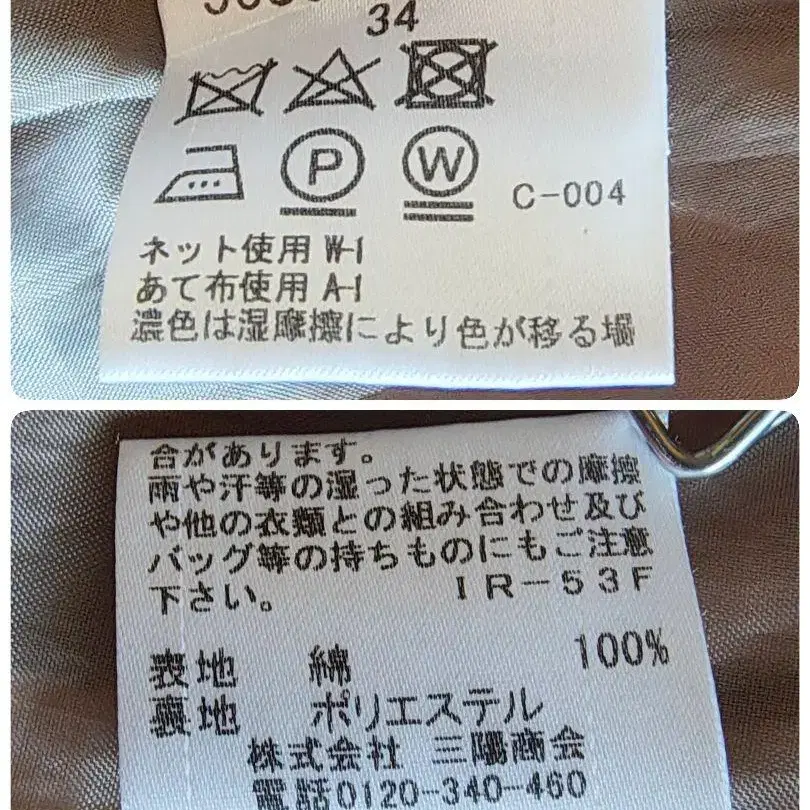 34
P
W
C-004
ネット使用 W-1
あて布使用 A-1
濃色は湿摩擦により色が移る場
合があります。
雨や汗等の湿った状態での摩擦
や他の衣類との組み合わせ及び
バッグ等の持ちものにもご注意
下さい。 IR-53F
表地 綿 100%
裏地 ポリエステル
株式会社 三陽商会
電話0120-340-460